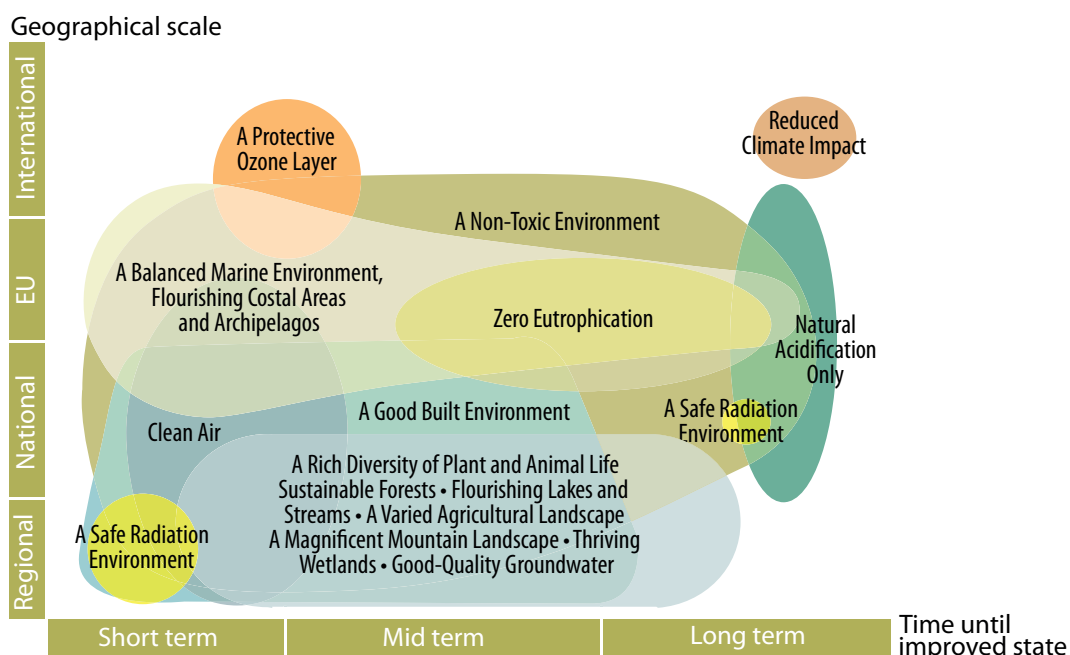 Geographical scale
International
EU
National
Regional
A Protective
Ozone Layer
Reduced
Climate Impact
A Non-Toxic Environment
A Balanced Marine Environment,
Flourishing Costal Areas
and Archipelagos
Zero Eutrophication
Natural
Acidification
Only
A Good Built Environment
Clean Air
A Safe Radiation
Environment
A Rich Diversity of Plant and Animal Life
Sustainable Forests • Flourishing Lakes and
Streams • A Varied Agricultural Landscape
A Magnificent Mountain Landscape • Thriving
Wetlands • Good-Quality Groundwater
A Safe Radiation
Environment
Short term
Mid term
Long term
Time until
improved state